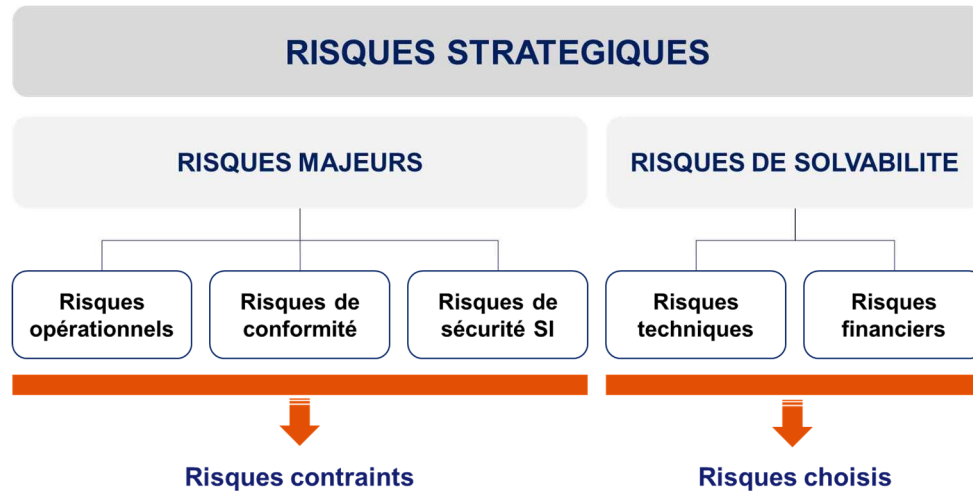 RISQUES STRATEGIQUES
RISQUES MAJEURS
RISQUES DE SOLVABILITE
Risques
opérationnels
Risques de
conformité
Risques de
sécurité SI
Risques
techniques
Risques
financiers
Risques contraints
Risques choisis